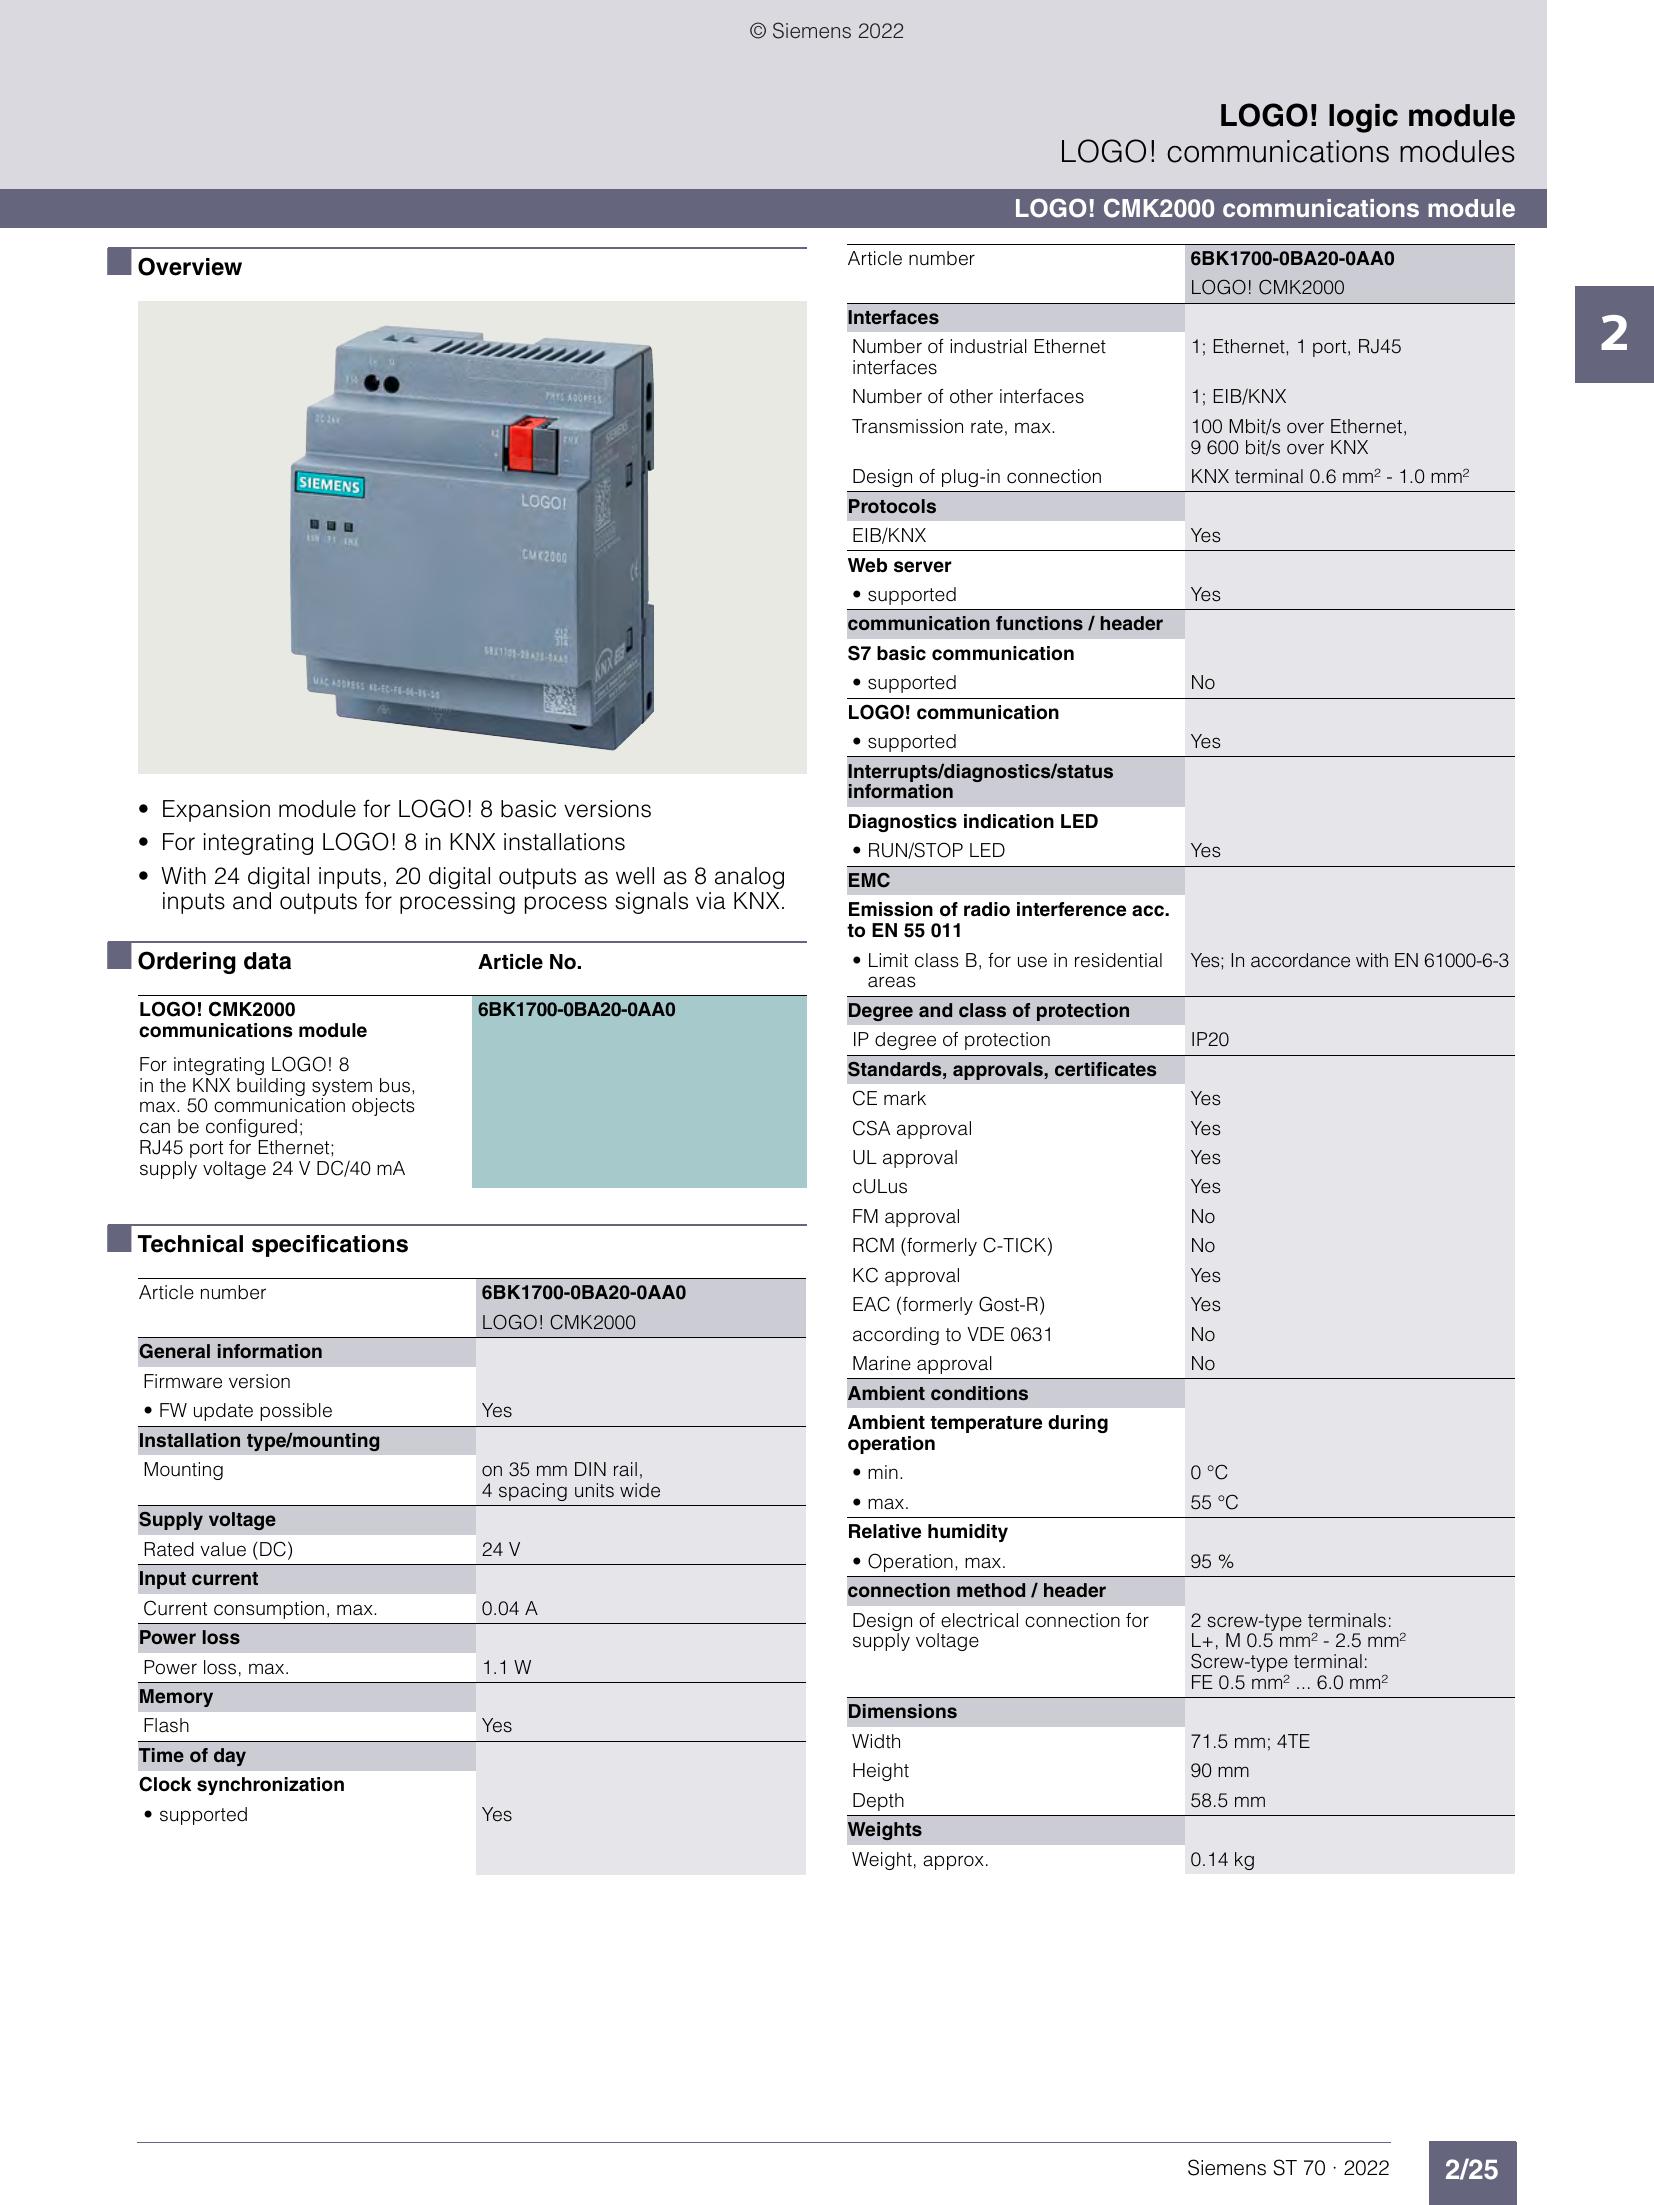 © Siemens 2022
LOGO! logic module
LOGO! communications modules
LOGO! CMK2000 communications module
2
Overview
DC 24V
PHYS ADDRESS
X2
KNX
SIEMENS
LOGO!
CMK2000
6BK1700-0BA20-0AA0
MAC ADDRESS
• Expansion module for LOGO! 8 basic versions
• For integrating LOGO! 8 in KNX installations
• With 24 digital inputs, 20 digital outputs as well as 8 analog
inputs and outputs for processing process signals via KNX.
Ordering data Article No.
LOGO! CMK2000 6BK1700-0BA20-0AA0
communications module
For integrating LOGO! 8
in the KNX building system bus,
max. 50 communication objects
can be configured;
RJ45 port for Ethernet;
supply voltage 24 V DC/40 mA
Technical specifications
Article number 6BK1700-0BA20-0AA0
LOGO! CMK2000
General information
Firmware version
• FW update possible Yes
Installation type/mounting
Mounting on 35 mm DIN rail,
4 spacing units wide
Supply voltage
Rated value (DC) 24 V
Input current
Current consumption, max. 0.04 A
Power loss
Power loss, max. 1.1 W
Memory
Flash Yes
Time of day
Clock synchronization
• supported Yes
Article number 6BK1700-0BA20-0AA0
LOGO! CMK2000
Interfaces
Number of industrial Ethernet 1; Ethernet, 1 port, RJ45
interfaces
Number of other interfaces 1; EIB/KNX
Transmission rate, max. 100 Mbit/s over Ethernet,
9 600 bit/s over KNX
Design of plug-in connection KNX terminal 0.6 mm² - 1.0 mm²
Protocols
EIB/KNX Yes
Web server
• supported Yes
communication functions / header
S7 basic communication
• supported No
LOGO! communication
• supported Yes
Interrupts/diagnostics/status
information
Diagnostics indication LED
• RUN/STOP LED Yes
EMC
Emission of radio interference acc.
to EN 55 011
• Limit class B, for use in residential Yes; In accordance with EN 61000-6-3
areas
Degree and class of protection
IP degree of protection IP20
Standards, approvals, certificates
CE mark Yes
CSA approval Yes
UL approval Yes
cULus Yes
FM approval No
RCM (formerly C-TICK) No
KC approval Yes
EAC (formerly Gost-R) Yes
according to VDE 0631 No
Marine approval No
Ambient conditions
Ambient temperature during
operation
• min. 0 °C
• max. 55 °C
Relative humidity
• Operation, max. 95 %
connection method / header
Design of electrical connection for 2 screw-type terminals:
supply voltage L+, M 0.5 mm² - 2.5 mm²
Screw-type terminal:
FE 0.5 mm² ... 6.0 mm²
Dimensions
Width 71.5 mm; 4TE
Height 90 mm
Depth 58.5 mm
Weights
Weight, approx. 0.14 kg
Siemens ST 70 · 2022 2/25